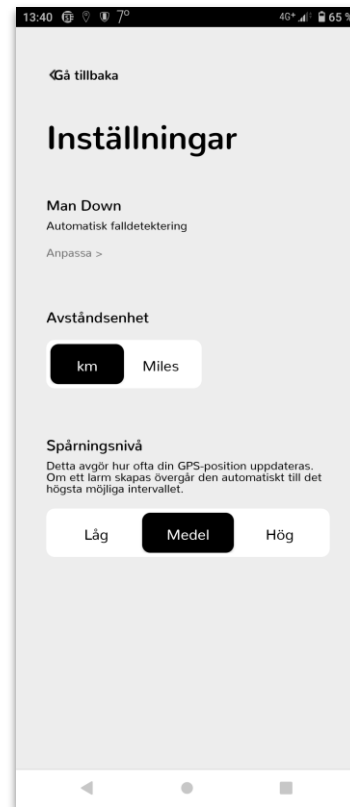 13:40 7° 4G+ 65 %
Gå tillbaka
Inställningar
Man Down
Automatisk falldetektering
Anpassa >
Avståndsenhet
km Miles
Spårningsnivå
Detta avgör hur ofta din GPS-position uppdateras.
Om ett larm skapas övergår den automatiskt till det
högsta möjliga intervallet.
Låg Medel Hög